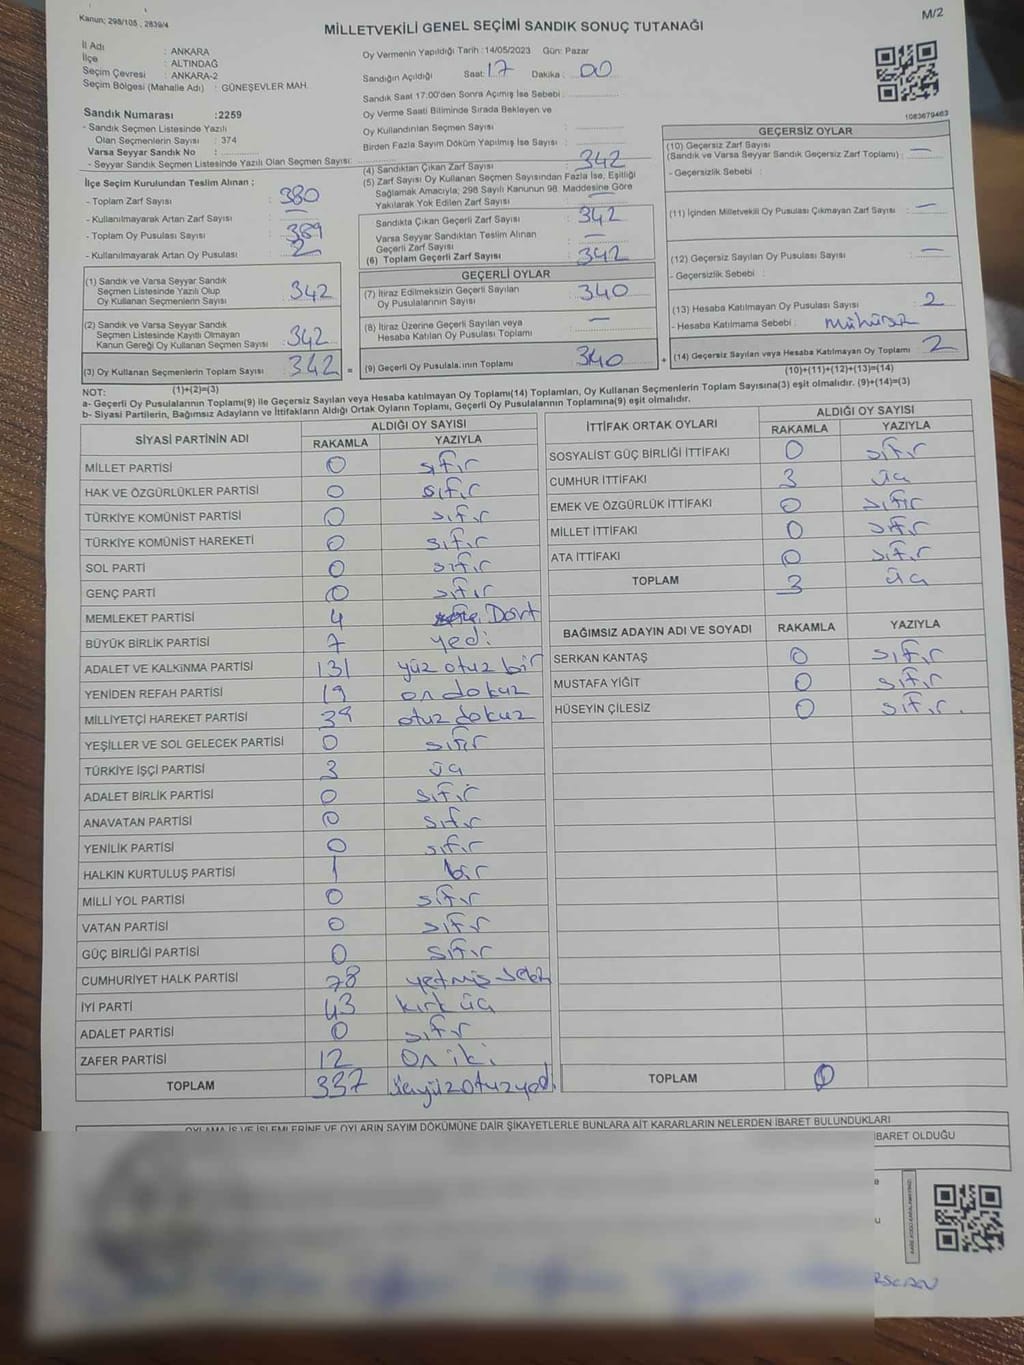 Kanun; 298/105 , 2839/4
M/2
MİLLETVEKİLİ GENEL SEÇİMİ SANDIK SONUÇ TUTANAĞI
İl Adı : ANKARA
İlçe : ALTINDAĞ
Seçim Çevresi : ANKARA-2
Seçim Bölgesi (Mahalle Adı) : GÜNEŞEVLER MAH.
Oy Vermenin Yapıldığı Tarih : 14/05/2023 Gün: Pazar
Sandığın Açıldığı Saat: 17 Dakika : 00
Sandık Saat 17:00'den Sonra Açımış İse Sebebi :
Oy Verme Saati Bitiminde Sırada Bekleyen ve
Oy Kullandırılan Seçmen Sayısı :
Birden Fazla Sayım Döküm Yapılmış İse Sayısı :
1083679463
Sandık Numarası :2259
- Sandık Seçmen Listesinde Yazılı
Olan Seçmenlerin Sayısı : 374
Varsa Seyyar Sandık No :
- Seyyar Sandık Seçmen Listesinde Yazılı Olan Seçmen Sayısı:
İlçe Seçim Kurulundan Teslim Alınan ;
- Toplam Zarf Sayısı : 380
- Kullanılmayarak Artan Zarf Sayısı : —
- Toplam Oy Pusulası Sayısı : 389
- Kullanılmayarak Artan Oy Pusulası : 2
(1) Sandık ve Varsa Seyyar Sandık
Seçmen Listesinde Yazılı Olup
Oy Kullanan Seçmenlerin Sayısı : 342
(2) Sandık ve Varsa Seyyar Sandık
Seçmen Listesinde Kayıtlı Olmayan
Kanun Gereği Oy Kullanan Seçmen Sayısı : 342
(3) Oy Kullanan Seçmenlerin Toplam Sayısı : 342 =
(4) Sandıktan Çıkan Zarf Sayısı : 342
(5) Zarf Sayısı Oy Kullanan Seçmen Sayısından Fazla İse, Eşitliği
Sağlamak Amacıyla; 298 Sayılı Kanunun 98. Maddesine Göre
Yakılarak Yok Edilen Zarf Sayısı :
Sandıkta Çıkan Geçerli Zarf Sayısı : 342
Varsa Seyyar Sandıktan Teslim Alınan
Geçerli Zarf Sayısı : —
(6) Toplam Geçerli Zarf Sayısı : 342
GEÇERLİ OYLAR
(7) İtiraz Edilmeksizin Geçerli Sayılan
Oy Pusulalarının Sayısı : 340
(8) İtiraz Üzerine Geçerli Sayılan veya
Hesaba Katılan Oy Pusulası Toplamı : —
(9) Geçerli Oy Pusulalarının Toplamı : 340 +
GEÇERSİZ OYLAR
(10) Geçersiz Zarf Sayısı
(Sandık ve Varsa Seyyar Sandık Geçersiz Zarf Toplamı) : —
- Geçersizlik Sebebi :
(11) İçinden Milletvekili Oy Pusulası Çıkmayan Zarf Sayısı : —
(12) Geçersiz Sayılan Oy Pusulası Sayısı : —
- Geçersizlik Sebebi :
(13) Hesaba Katılmayan Oy Pusulası Sayısı : 2
- Hesaba Katılmama Sebebi : Mühürsüz
(14) Geçersiz Sayılan veya Hesaba Katılmayan Oy Toplamı : 2
(10)+(11)+(12)+(13)=(14)
NOT: (1)+(2)=(3)
a- Geçerli Oy Pusulalarının Toplamı(9) ile Geçersiz Sayılan veya Hesaba katılmayan Oy Toplamı(14) Toplamları, Oy Kullanan Seçmenlerin Toplam Sayısına(3) eşit olmalıdır. (9)+(14)=(3)
b- Siyasi Partilerin, Bağımsız Adayların ve İttifakların Aldığı Ortak Oyların Toplamı, Geçerli Oy Pusulalarının Toplamına(9) eşit olmalıdır.
SİYASİ PARTİNİN ADI ALDIĞI OY SAYISI
RAKAMLA YAZIYLA
MİLLET PARTİSİ 0 sıfır
HAK VE ÖZGÜRLÜKLER PARTİSİ 0 sıfır
TÜRKİYE KOMÜNİST PARTİSİ 0 sıfır
TÜRKİYE KOMÜNİST HAREKETİ 0 sıfır
SOL PARTİ 0 sıfır
GENÇ PARTİ 0 sıfır
MEMLEKET PARTİSİ 4 Dört
BÜYÜK BİRLİK PARTİSİ 7 yedi
ADALET VE KALKINMA PARTİSİ 131 yüz otuz bir
YENİDEN REFAH PARTİSİ 19 on dokuz
MİLLİYETÇİ HAREKET PARTİSİ 39 otuz dokuz
YEŞİLLER VE SOL GELECEK PARTİSİ 0 sıfır
TÜRKİYE İŞÇİ PARTİSİ 3 üç
ADALET BİRLİK PARTİSİ 0 sıfır
ANAVATAN PARTİSİ 0 sıfır
YENİLİK PARTİSİ 0 sıfır
HALKIN KURTULUŞ PARTİSİ 1 bir
MİLLİ YOL PARTİSİ 0 sıfır
VATAN PARTİSİ 0 sıfır
GÜÇ BİRLİĞİ PARTİSİ 0 sıfır
CUMHURİYET HALK PARTİSİ 78 yetmiş sekiz
İYİ PARTİ 43 kırk üç
ADALET PARTİSİ 0 sıfır
ZAFER PARTİSİ 12 on iki
TOPLAM 337 üçyüzotuzyedi
İTTİFAK ORTAK OYLARI ALDIĞI OY SAYISI
RAKAMLA YAZIYLA
SOSYALİST GÜÇ BİRLİĞİ İTTİFAKI 0 sıfır
CUMHUR İTTİFAKI 3 üç
EMEK VE ÖZGÜRLÜK İTTİFAKI 0 sıfır
MİLLET İTTİFAKI 0 sıfır
ATA İTTİFAKI 0 sıfır
TOPLAM 3 üç
BAĞIMSIZ ADAYIN ADI VE SOYADI RAKAMLA YAZIYLA
SERKAN KANTAŞ 0 sıfır
MUSTAFA YİĞİT 0 sıfır
HÜSEYİN ÇİLESİZ 0 sıfır.
TOPLAM 0
OYLAMA İŞ VE İŞLEMLERİNE VE OYLARIN SAYIM DÖKÜMÜNE DAİR ŞİKAYETLERLE BUNLARA AİT KARARLARIN NELERDEN İBARET BULUNDUKLARI
İBARET OLDUĞU